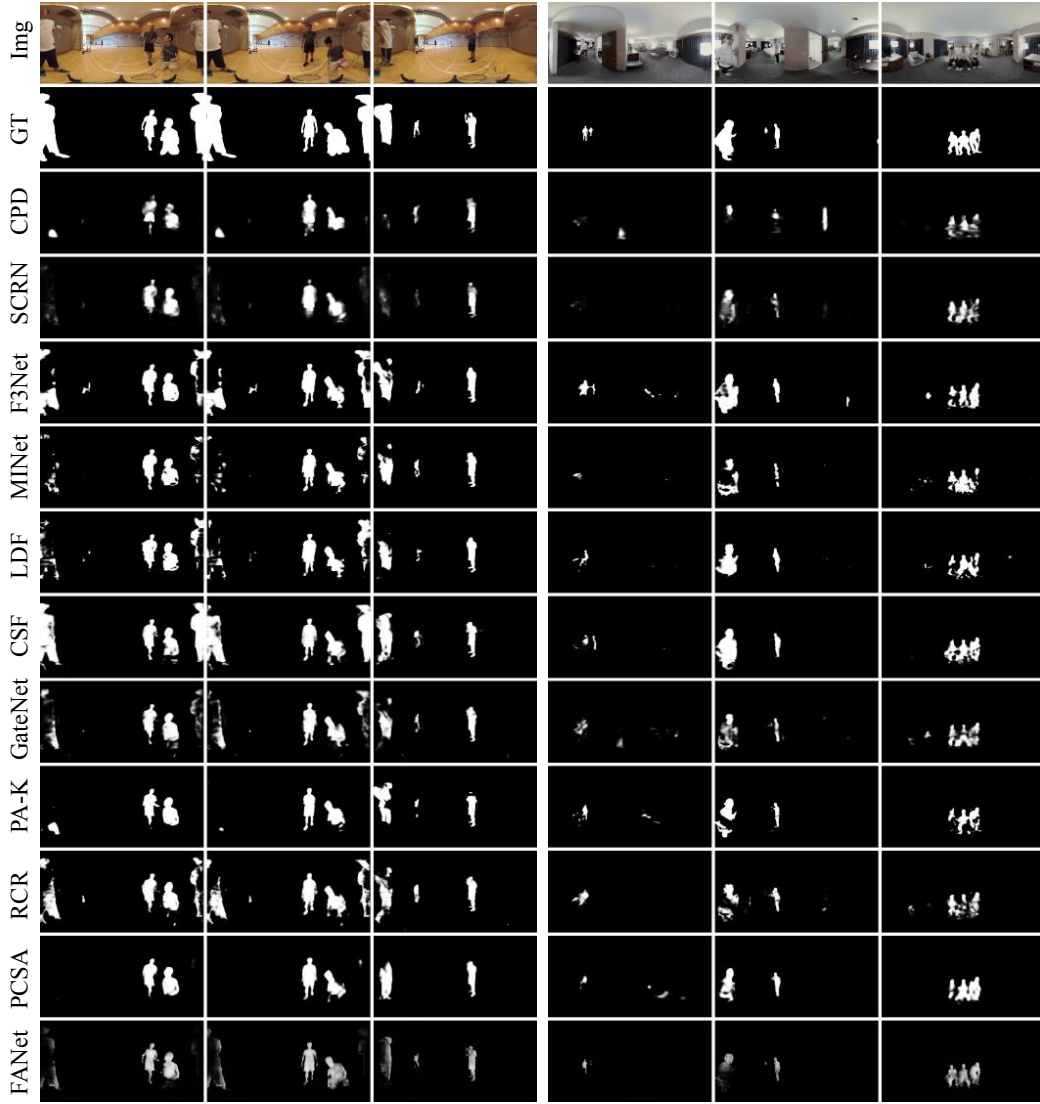 Img
GT
CPD
SCRN
F3Net
MINet
LDF
CSF
GateNet
PA-K
RCR
PCSA
FANet